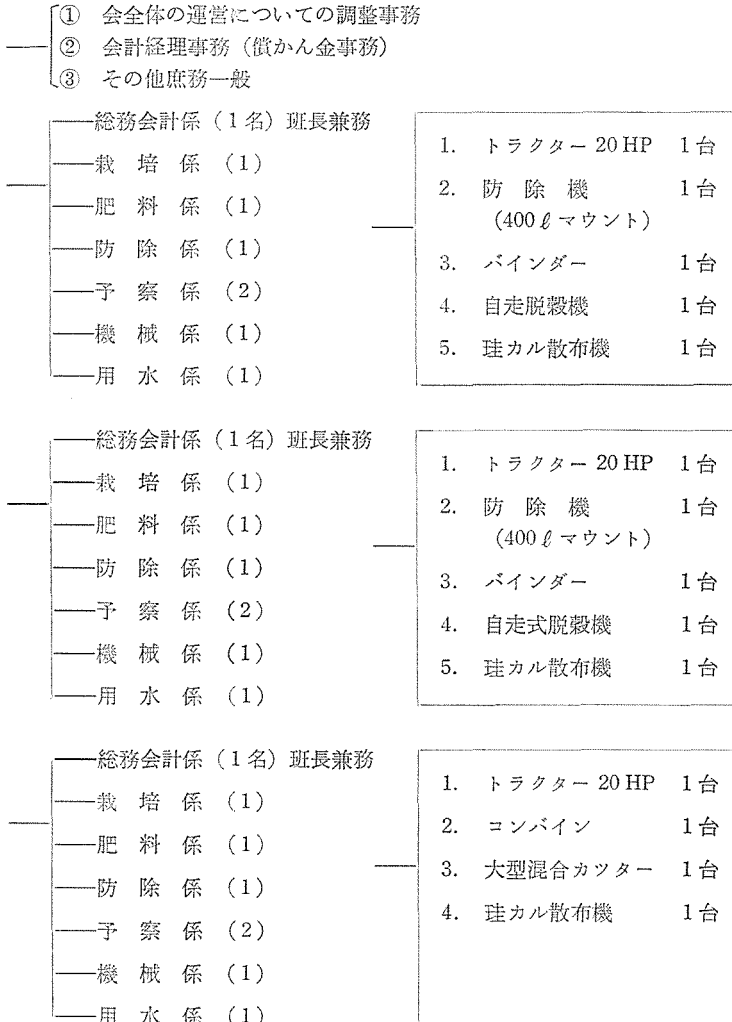 ① 会全体の運営についての調整事務
② 会計経理事務（償かん金事務）
③ その他庶務一般
総務会計係（1名）班長兼務
栽培係（1）
肥料係（1）
防除係（1）
予察係（2）
機械係（1）
用水係（1）
1. トラクター 20 HP 1台
2. 防除機 1台
（400ℓマウント）
3. バインダー 1台
4. 自走脱穀機 1台
5. 珪カル散布機 1台
総務会計係（1名）班長兼務
栽培係（1）
肥料係（1）
防除係（1）
予察係（2）
機械係（1）
用水係（1）
1. トラクター 20 HP 1台
2. 防除機 1台
（400ℓマウント）
3. バインダー 1台
4. 自走式脱穀機 1台
5. 珪カル散布機 1台
総務会計係（1名）班長兼務
栽培係（1）
肥料係（1）
防除係（1）
予察係（2）
機械係（1）
用水係（1）
1. トラクター 20 HP 1台
2. コンバイン 1台
3. 大型混合カツター 1台
4. 珪カル散布機 1台